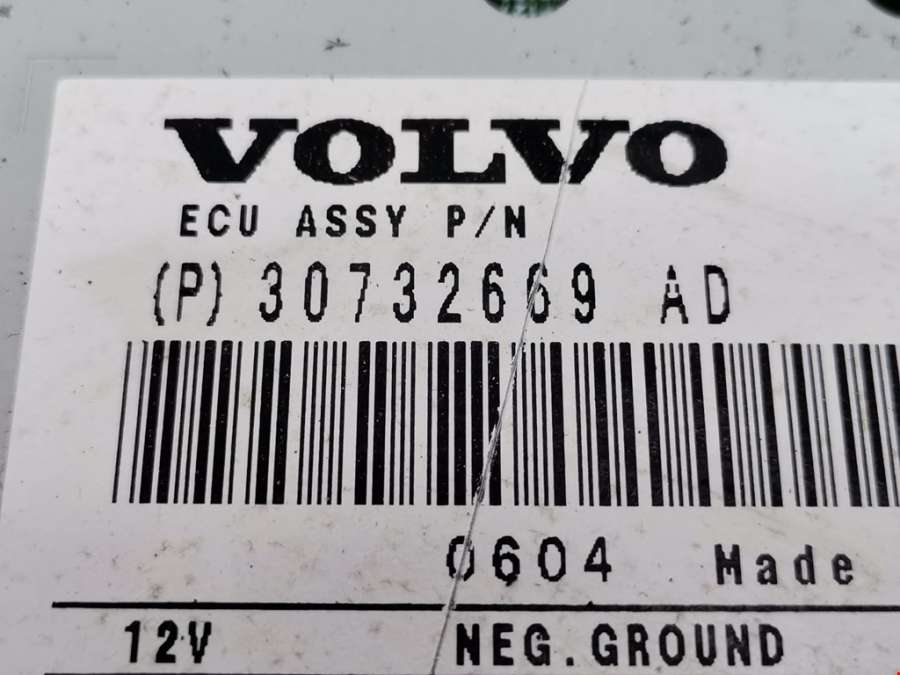 VOLVO
ECU ASSY P/N
(P) 30732669 AD
0604 Made
12V NEG.GROUND